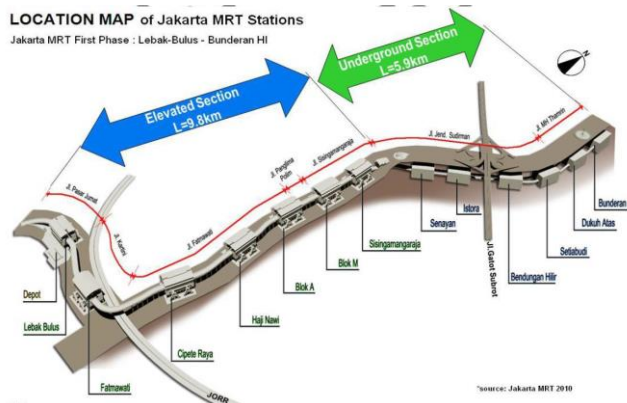 LOCATION MAP of Jakarta MRT Stations
Jakarta MRT First Phase : Lebak-Bulus - Bunderan HI
Underground Section
L=5.9km
Elevated Section
L=9.8km
N
Jl. Pasar Jumat
Jl. Kartini
Jl. Fatmawati
Jl. Panglima
Polim
Jl. Sisingamangaraja
Jl. Jend. Sudirman
Jl. MH Thamrin
Depot
Lebak Bulus
Fatmawati
Cipete Raya
Haji Nawi
Blok A
Blok M
Sisingamangaraja
Senayan
Istora
Jl.Gatot Subrot
Bendungan Hilir
Setiabudi
Dukuh Atas
Bunderan
JORR
*source: Jakarta MRT 2010